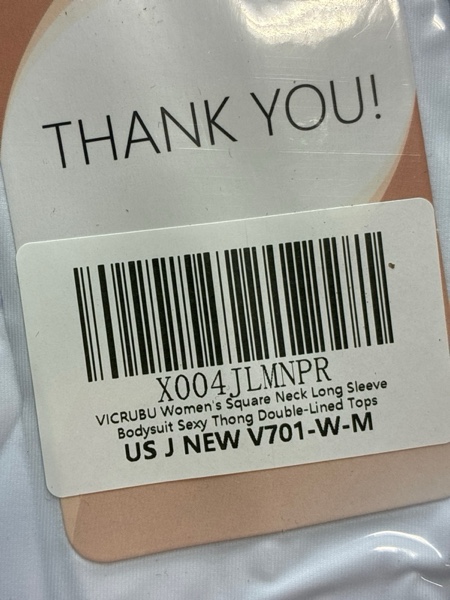 THANK YOU!
X004JLMNPR
VICRUBU Women's Square Neck Long Sleeve
Bodysuit Sexy Thong Double-Lined Tops
US J NEW V701-W-M